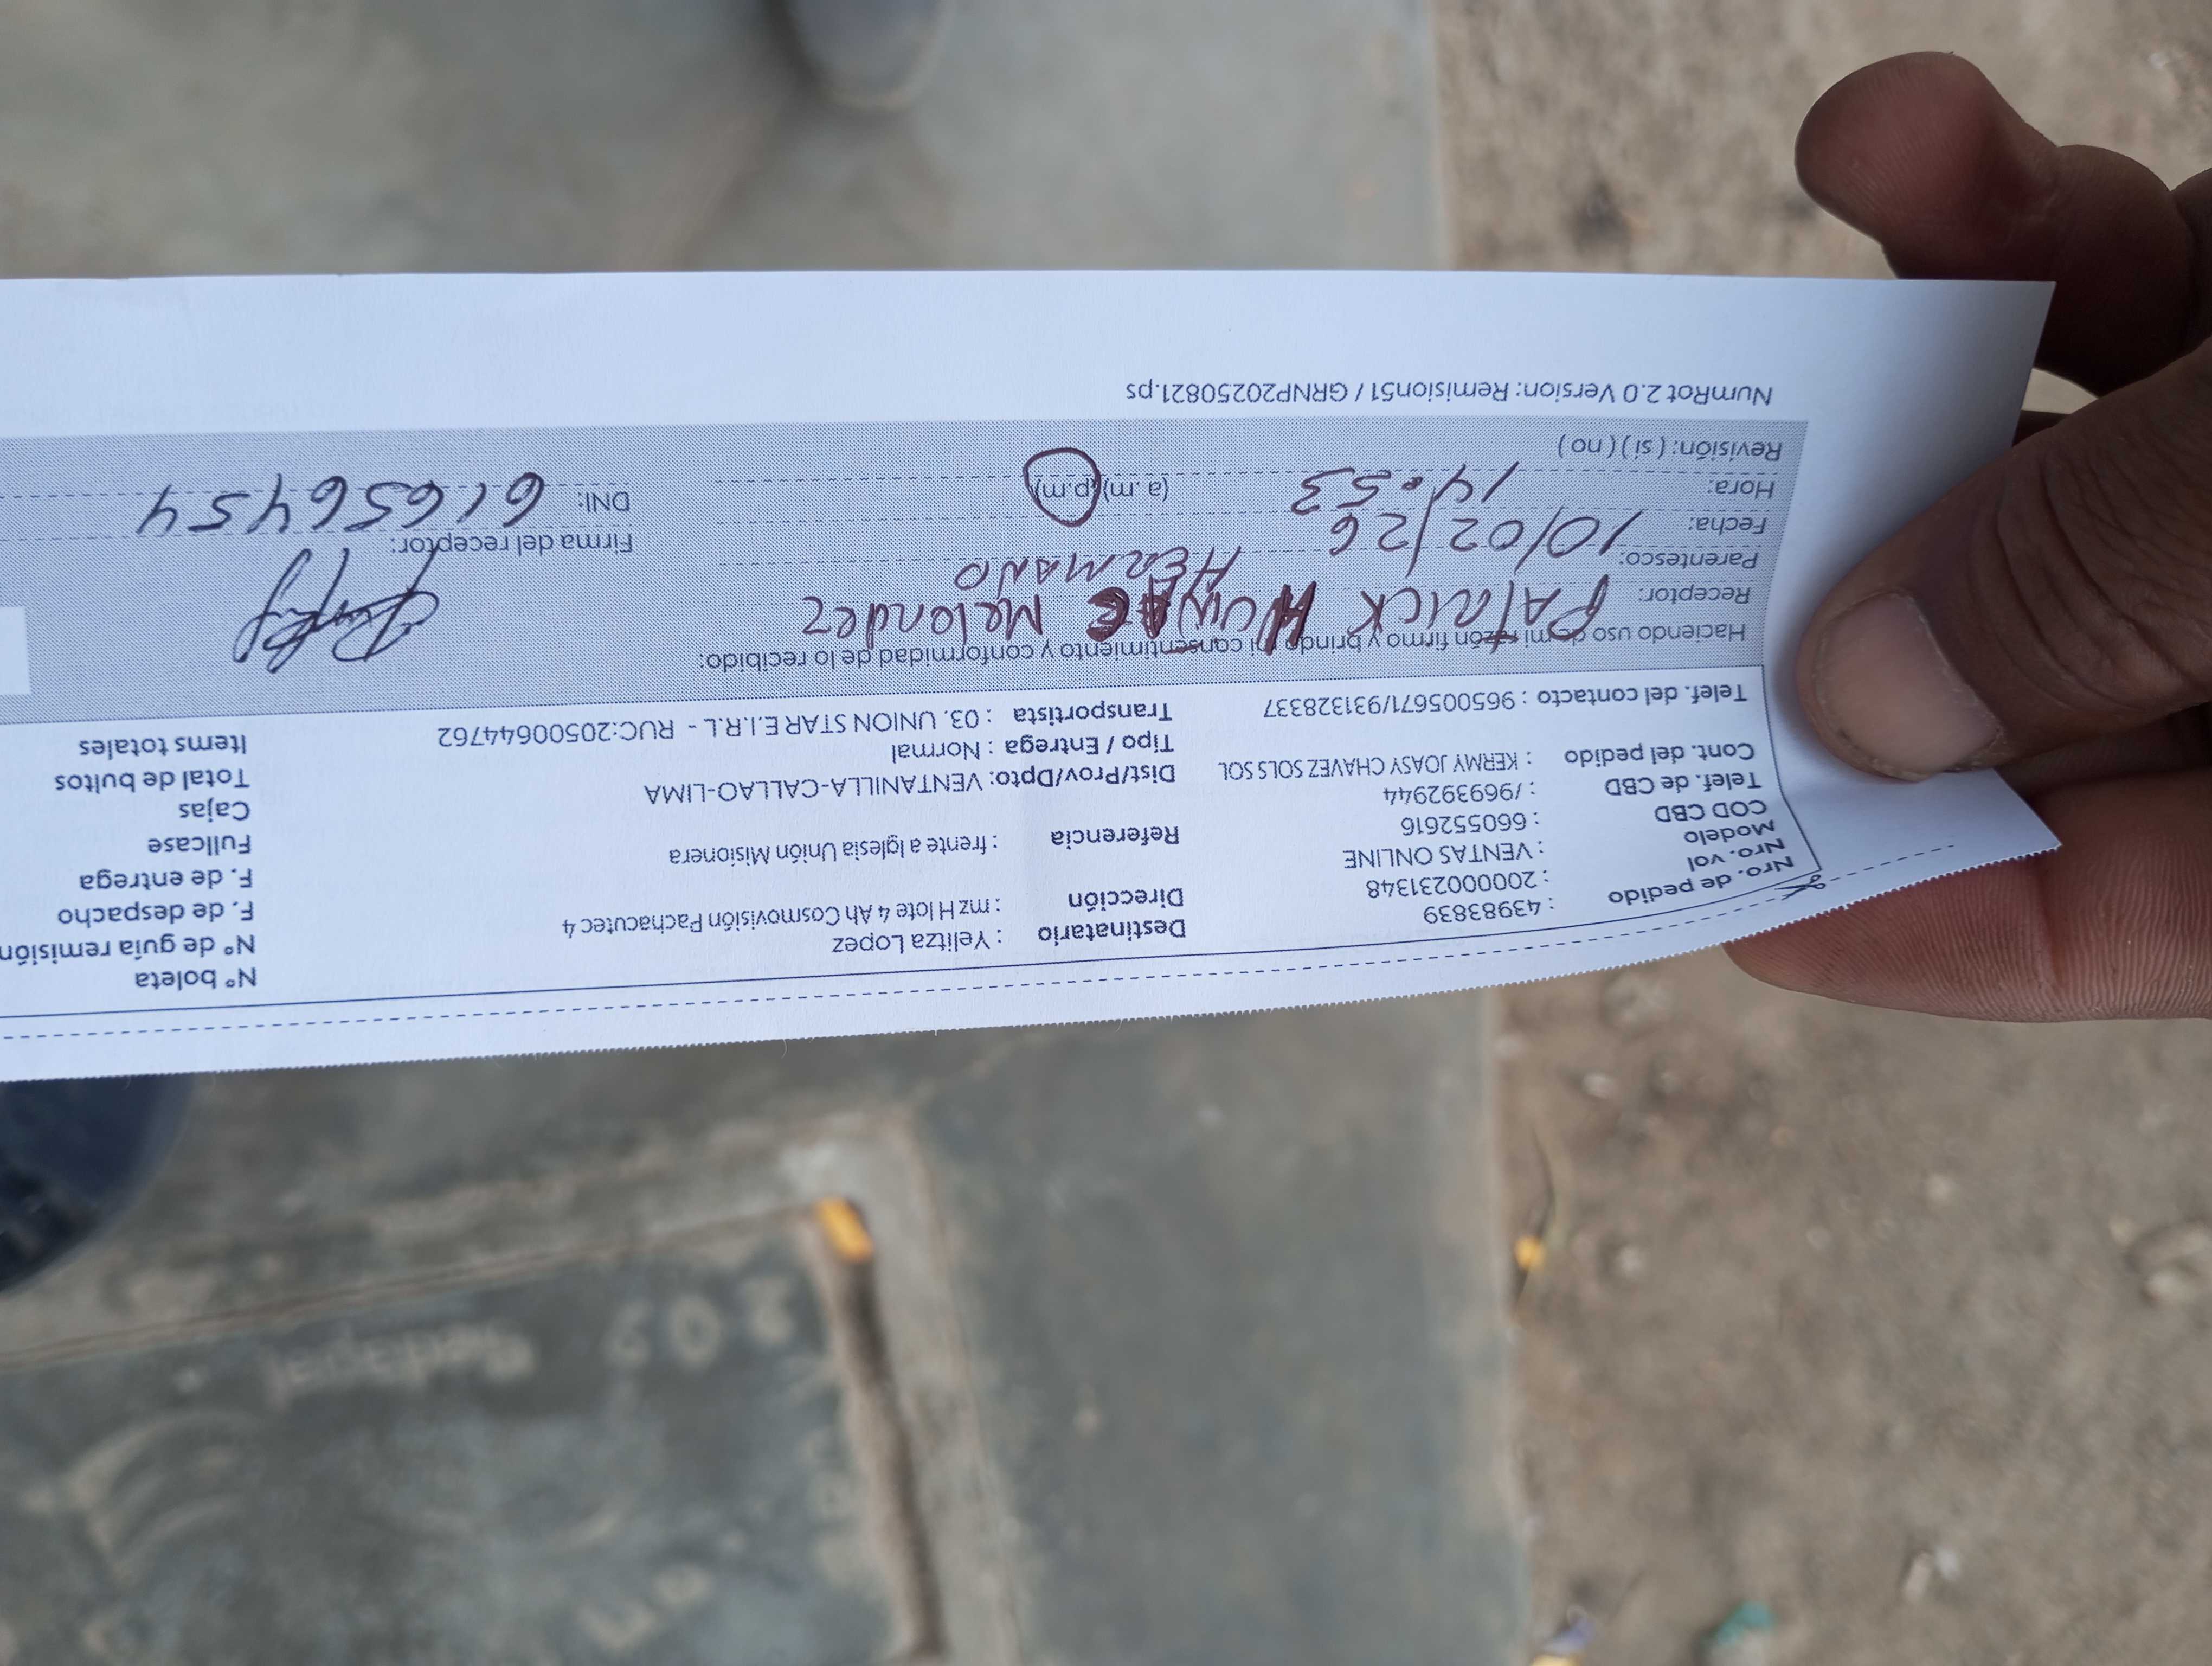 Nro. de pedido : 43983839
Nro. vol : 200000231348
Modelo : VENTAS ONLINE
COD CBD : 660552616
Telef. de CBD : /969392944
Cont. del pedido : KERMY JOASY CHAVEZ SOLS SOL
Telef. del contacto : 965005671/931328337
Destinatario : Yelitza Lopez
Dirección : mz H lote 4 Ah Cosmovisión Pachacutec 4
Referencia : frente a Iglesia Unión Misionera
Dist/Prov/Dpto: VENTANILLA-CALLAO-LIMA
Tipo / Entrega : Normal
Transportista : 03. UNION STAR E.I.R.L - RUC:20500644762
N° boleta
N° de guía remisión
F. de despacho
F. de entrega
Fullcase
Cajas
Total de bultos
Items totales
Haciendo uso de mi razón firmo y brindo mi consentimiento y conformidad de lo recibido:
Receptor: PATRICK Melendez
Parentesco: HERMANO
Fecha: 10/02/26
Hora: 14:53 (a.m) (p.m)
Revisión: ( si ) ( no )
Firma del receptor:
DNI: 61656454
NumRot 2.0 Version: Remision51 / GRNP20250821.ps